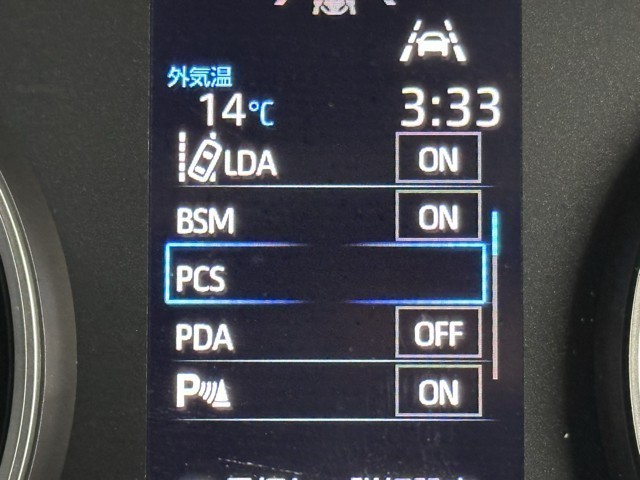 外気温
14℃ 3:33
LDA ON
BSM ON
PCS
PDA OFF
P ON